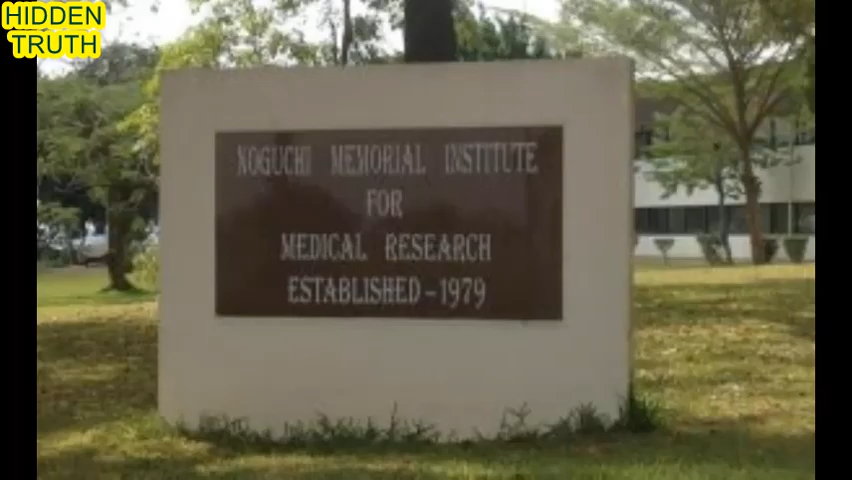 HIDDEN
TRUTH
NOGUCHI MEMORIAL INSTITUTE
FOR
MEDICAL RESEARCH
ESTABLISHED-1979